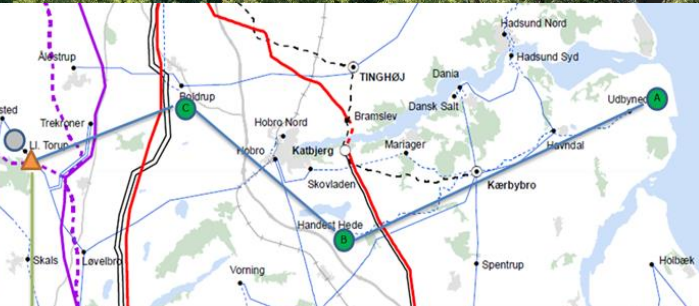 Hadsund Nord
Hadsund Syd
Ålestrup
TINGHØJ
Dania
Boldrup
C
Dansk Salt
Udbyneder
A
Trekroner
Hobro Nord
Bramslev
Ll. Torup
Hobro
Katbjerg
Mariager
Havndal
Skovladen
Kærbybro
Handest Hede
B
Skals
Løvelbro
Vorning
Spentrup
Holbæk